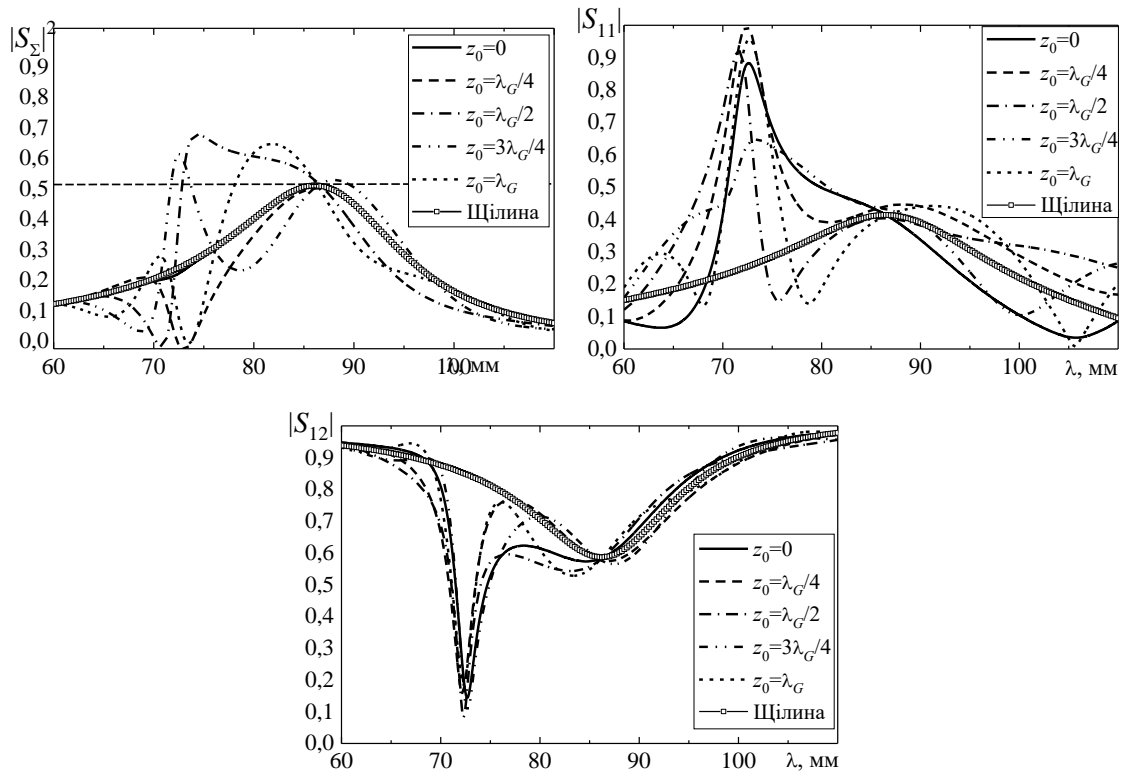 |S_Σ|²
0,9
0,8
0,7
0,6
0,5
0,4
0,3
0,2
0,1
0,0
60 70 80 90 100
λ, мм
z₀=0
z₀=λ_G/4
z₀=λ_G/2
z₀=3λ_G/4
z₀=λ_G
Щілина
|S₁₁|
0,9
0,8
0,7
0,6
0,5
0,4
0,3
0,2
0,1
0,0
60 70 80 90 100 λ, мм
z₀=0
z₀=λ_G/4
z₀=λ_G/2
z₀=3λ_G/4
z₀=λ_G
Щілина
|S₁₂|
0,9
0,8
0,7
0,6
0,5
0,4
0,3
0,2
0,1
0,0
60 70 80 90 100 λ, мм
z₀=0
z₀=λ_G/4
z₀=λ_G/2
z₀=3λ_G/4
z₀=λ_G
Щілина